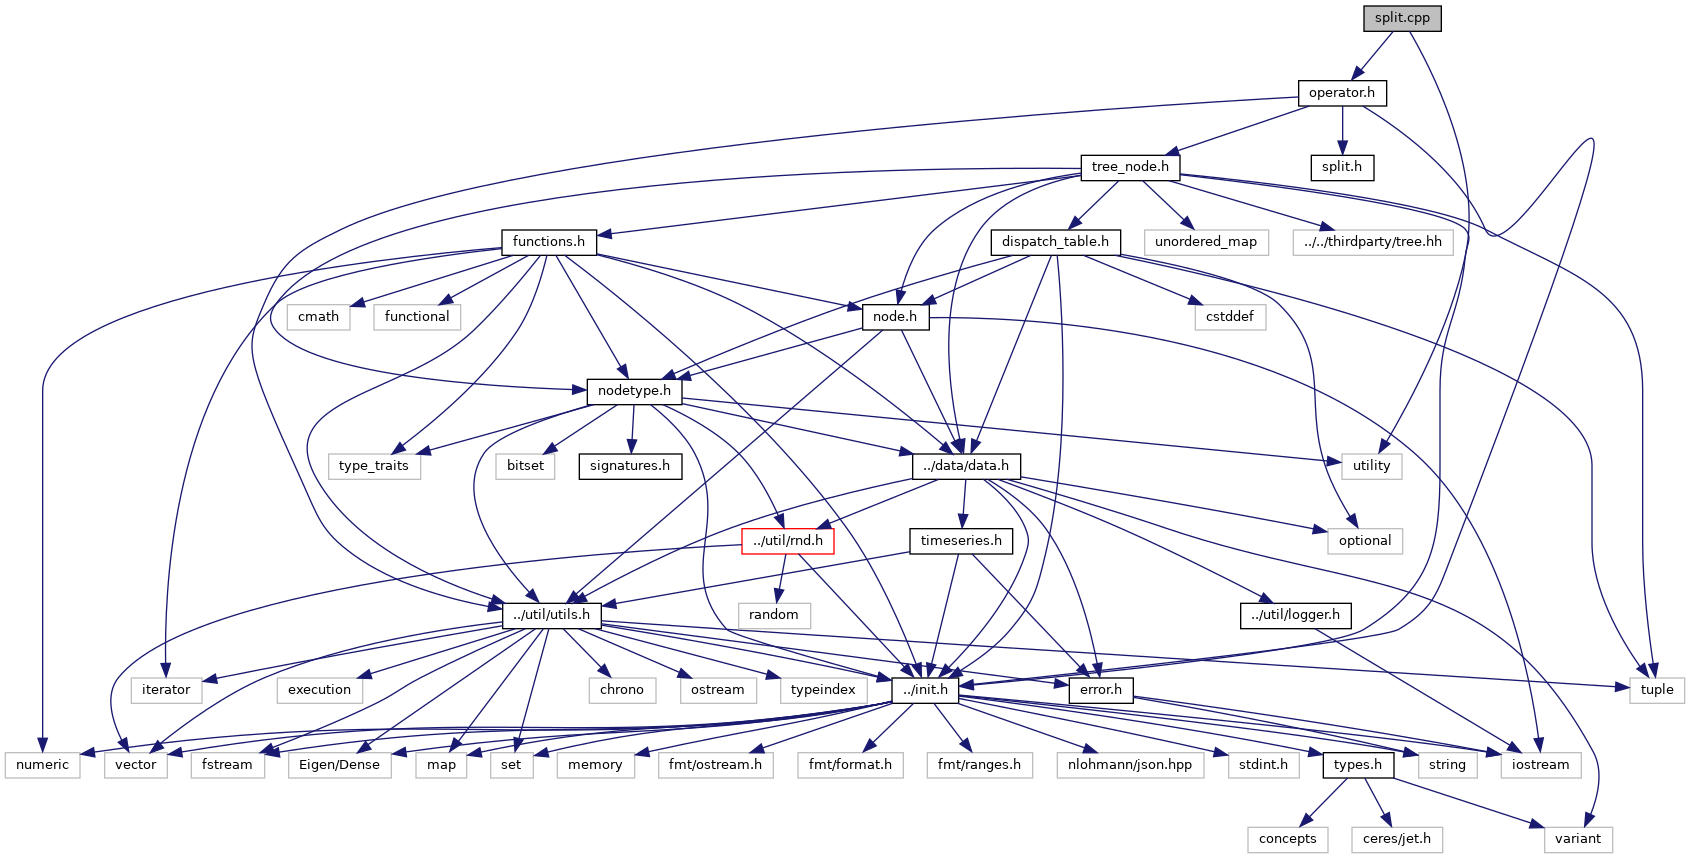 split.cpp
operator.h
tree_node.h
split.h
functions.h
dispatch_table.h
unordered_map
../../thirdparty/tree.hh
cmath
functional
node.h
cstddef
nodetype.h
type_traits
bitset
signatures.h
../data/data.h
utility
../util/rnd.h
timeseries.h
optional
../util/utils.h
random
../util/logger.h
iterator
execution
chrono
ostream
typeindex
../init.h
error.h
tuple
numeric
vector
fstream
Eigen/Dense
map
set
memory
fmt/ostream.h
fmt/format.h
fmt/ranges.h
nlohmann/json.hpp
stdint.h
types.h
string
iostream
concepts
ceres/jet.h
variant